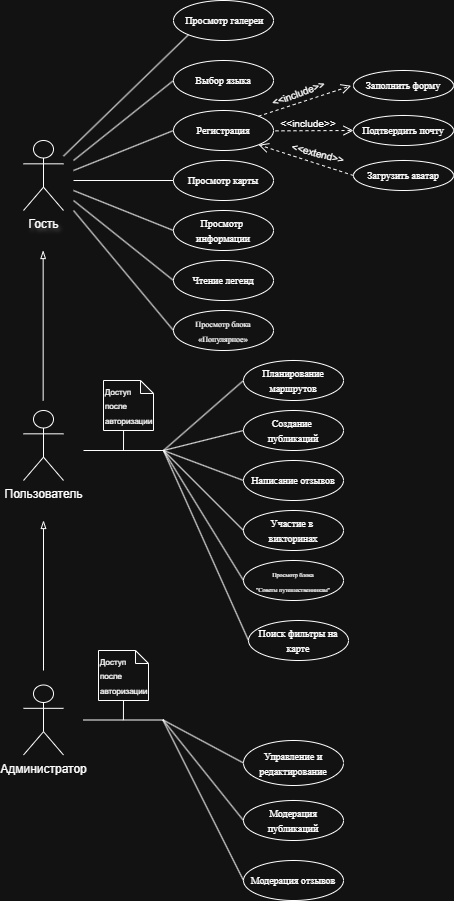 Просмотр галереи
Выбор языка
<<include>>
Заполнить форму
Регистрация
<<include>>
Подтвердить почту
<<extend>>
Загрузить аватар
Просмотр карты
Гость
Просмотр
информации
Чтение легенд
Просмотр блока
«Популярное»
Доступ
после
авторизации
Планирование
маршрутов
Создание
публикаций
Пользователь
Написание отзывов
Участие в
викторинах
Просмотр блока
"Советы путешественникам"
Поиск фильтры на
карте
Доступ
после
авторизации
Администратор
Управление и
редактирование
Модерация
публикаций
Модерация отзывов